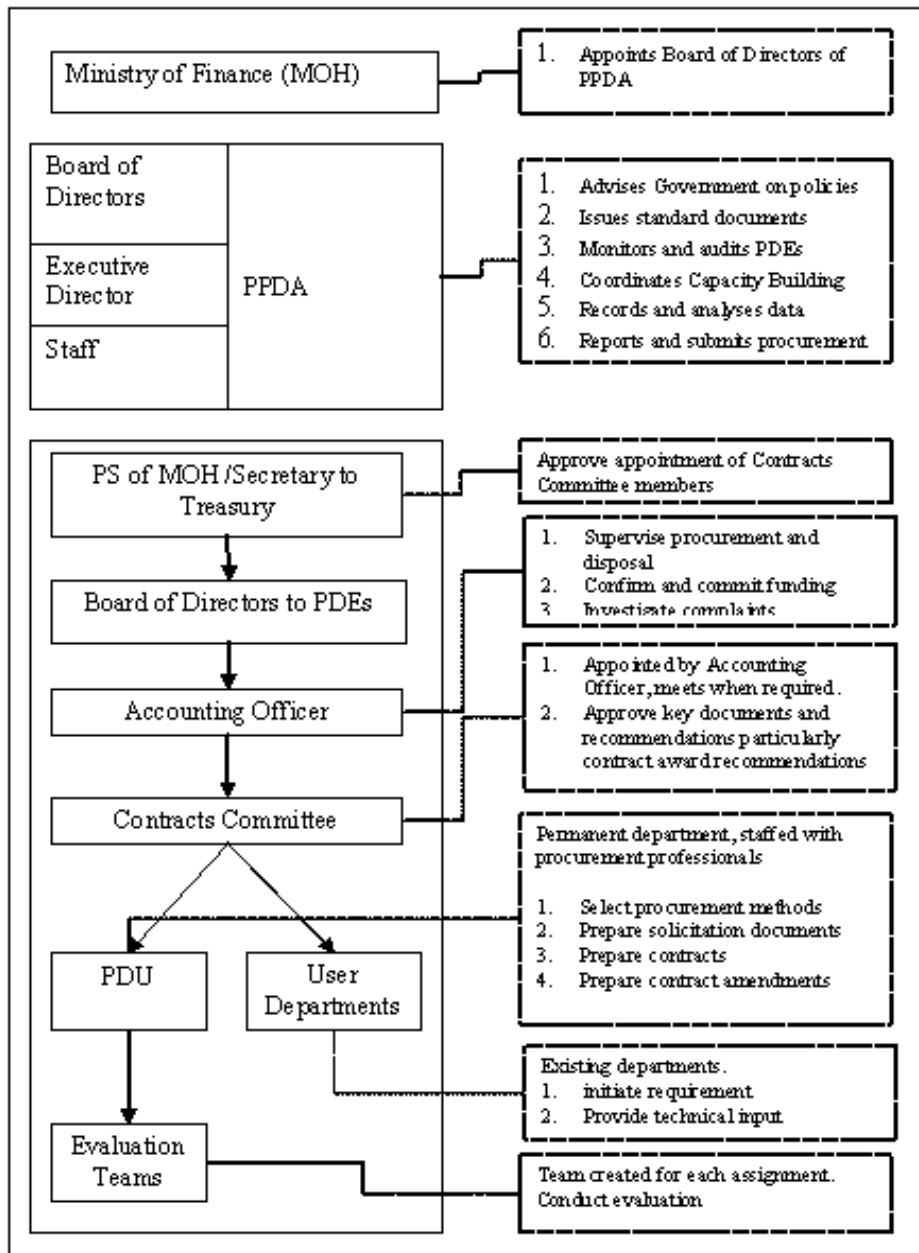 Ministry of Finance (MOH)
1. Appoints Board of Directors of
PPDA
Board of
Directors
Executive
Director
Staff
PPDA
1. Advises Government on policies
2. Issues standard documents
3. Monitors and audits PDEs
4. Coordinates Capacity Building
5. Records and analyses data
6. Reports and submits procurement
PS of MOH/Secretary to
Treasury
Approve appointment of Contracts
Committee members
Board of Directors to PDEs
1. Supervise procurement and
disposal
2. Confirm and commit funding
3. Investigate complaints
Accounting Officer
1. Appointed by Accounting
Officer, meets when required.
2. Approve key documents and
recommendations particularly
contract award recommendations
Contracts Committee
Permanent department, staffed with
procurement professionals
1. Select procurement methods
2. Prepare solicitation documents
3. Prepare contracts
4. Prepare contract amendments
PDU
User
Departments
Existing departments.
1. initiate requirement
2. Provide technical input
Evaluation
Teams
Team created for each assignment.
Conduct evaluation